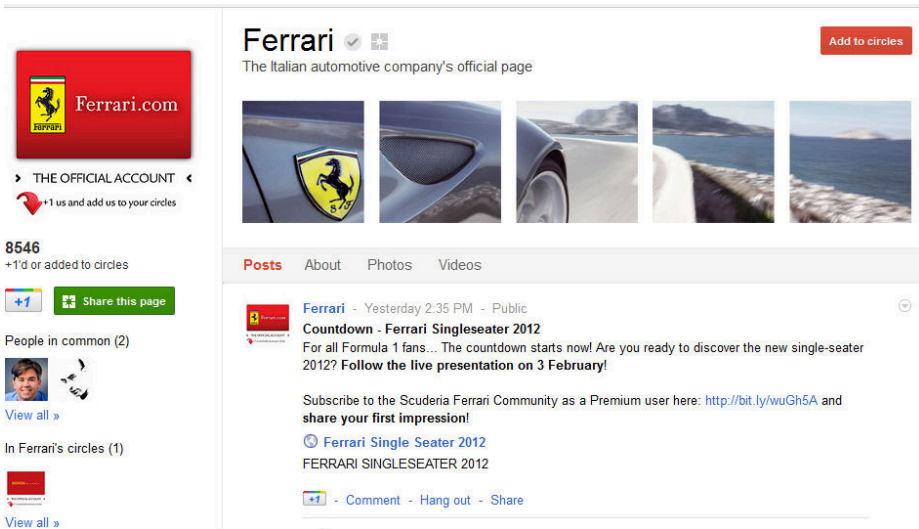 Ferrari
The Italian automotive company's official page
Add to circles
Ferrari
Ferrari.com
THE OFFICIAL ACCOUNT
+1 us and add us to your circles
8546
+1'd or added to circles
+1
Share this page
People in common (2)
View all »
In Ferrari's circles (1)
View all »
S F
Posts About Photos Videos
Ferrari.com
Ferrari - Yesterday 2:35 PM - Public
Countdown - Ferrari Singleseater 2012
For all Formula 1 fans... The countdown starts now! Are you ready to discover the new single-seater
2012? Follow the live presentation on 3 February!
Subscribe to the Scuderia Ferrari Community as a Premium user here: http://bit.ly/wuGh5A and
share your first impression!
Ferrari Single Seater 2012
FERRARI SINGLESEATER 2012
+1 - Comment - Hang out - Share